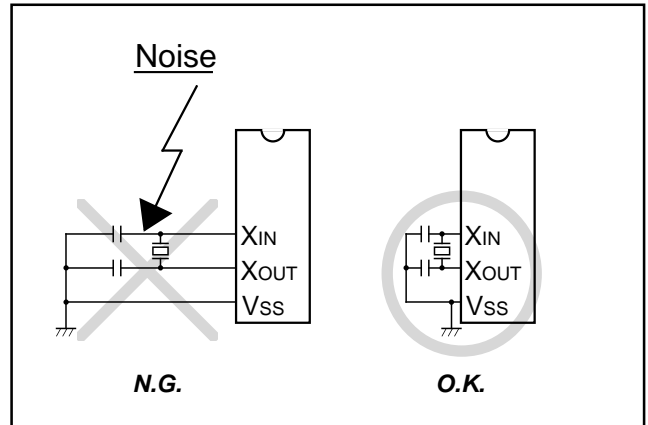 Noise
XIN
XOUT
VSS
N.G.
XIN
XOUT
VSS
O.K.